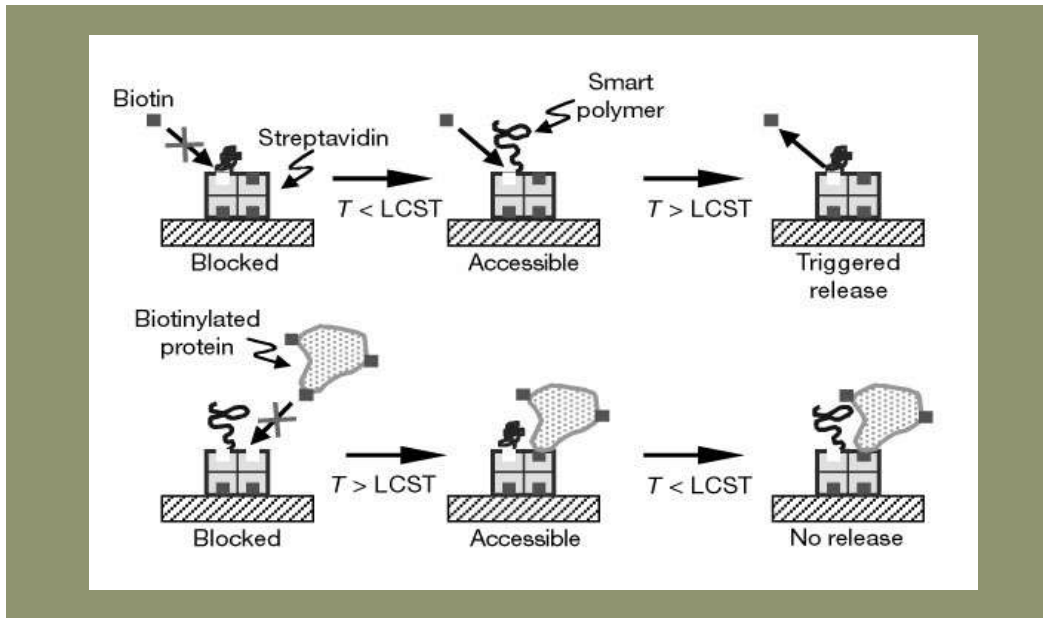 Biotin
Streptavidin
Smart
polymer
T < LCST
T > LCST
Blocked
Accessible
Triggered
release
Biotinylated
protein
T > LCST
T < LCST
Blocked
Accessible
No release